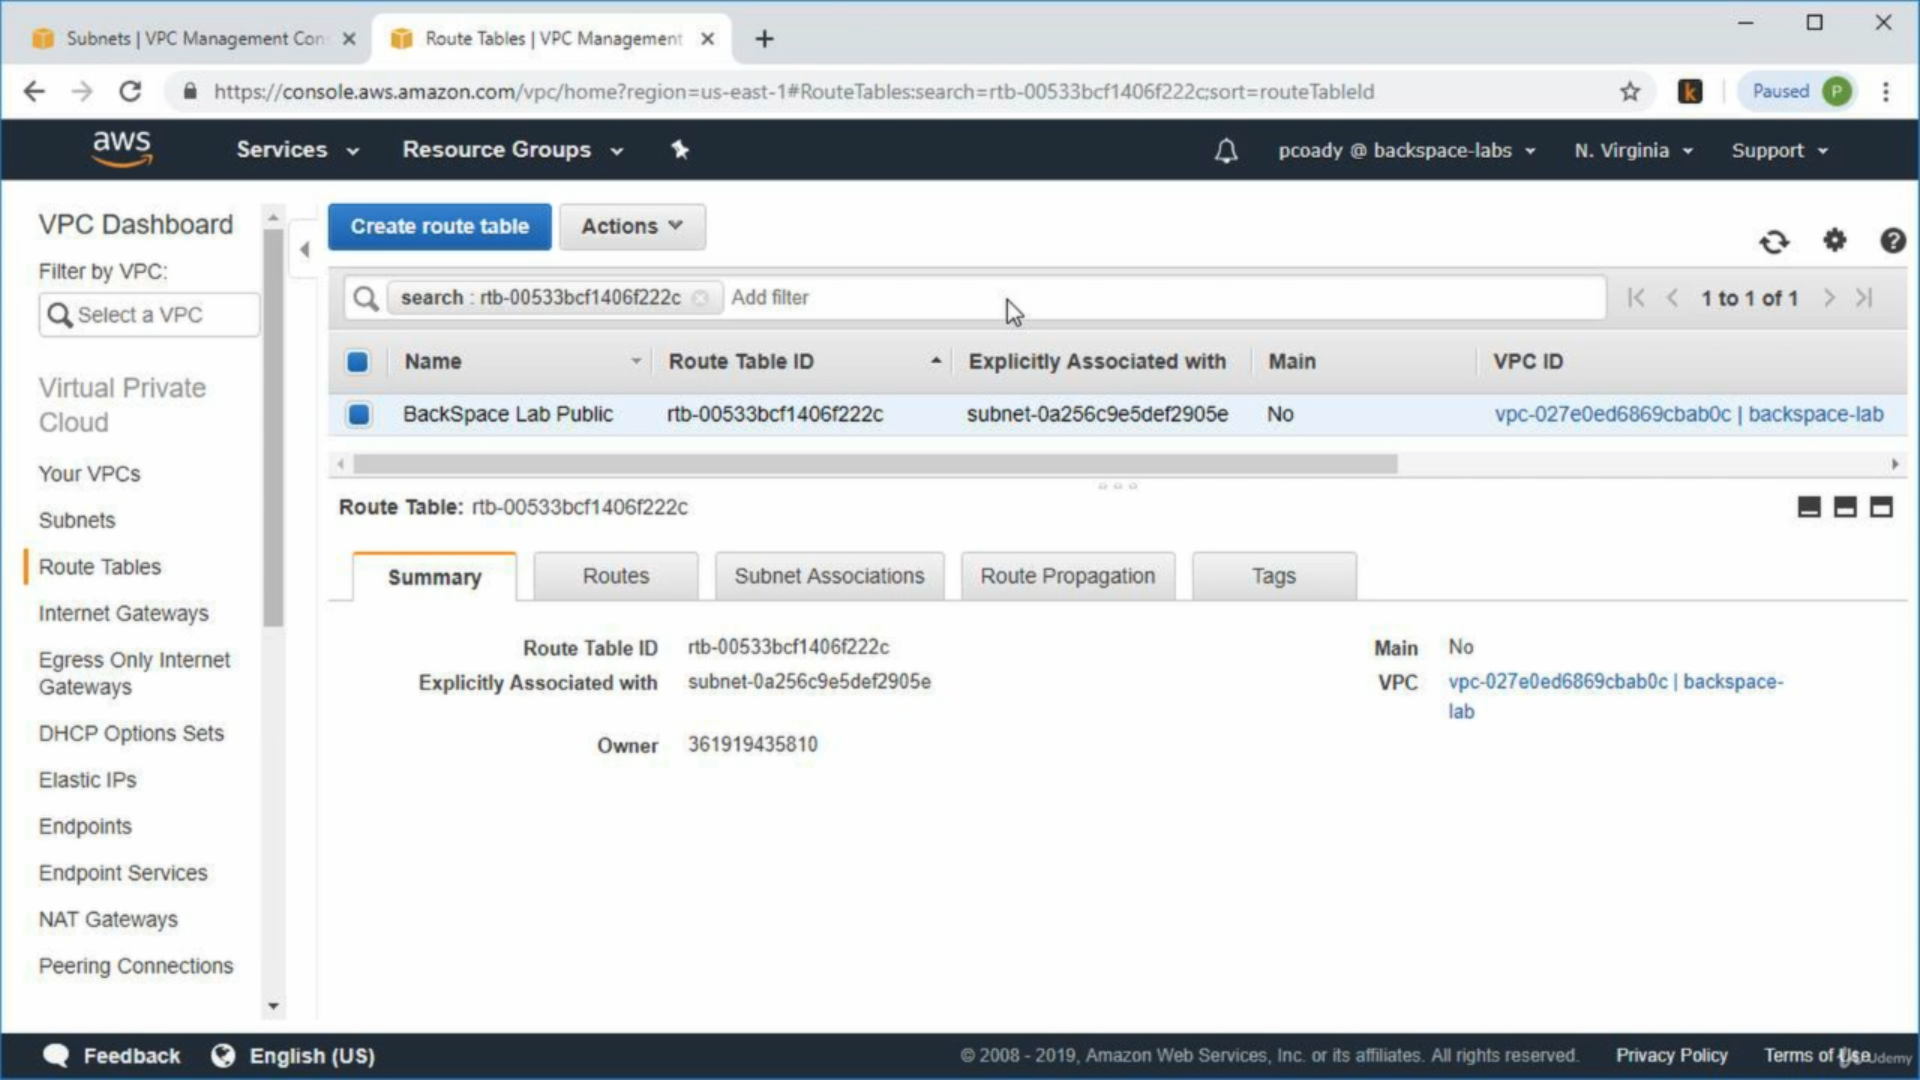 Subnets | VPC Management Con
Route Tables | VPC Management
https://console.aws.amazon.com/vpc/home?region=us-east-1#RouteTables:search=rtb-00533bcf1406f222c;sort=routeTableId
k
Paused P
aws
Services
Resource Groups
pcoady @ backspace-labs
N. Virginia
Support
VPC Dashboard
Filter by VPC:
Select a VPC
Virtual Private
Cloud
Your VPCs
Subnets
Route Tables
Internet Gateways
Egress Only Internet
Gateways
DHCP Options Sets
Elastic IPs
Endpoints
Endpoint Services
NAT Gateways
Peering Connections
Create route table
Actions
search : rtb-00533bcf1406f222c
Add filter
1 to 1 of 1
Name Route Table ID Explicitly Associated with Main VPC ID
BackSpace Lab Public rtb-00533bcf1406f222c subnet-0a256c9e5def2905e No vpc-027e0ed6869cbab0c | backspace-lab
Route Table: rtb-00533bcf1406f222c
Summary Routes Subnet Associations Route Propagation Tags
Route Table ID rtb-00533bcf1406f222c
Main No
Explicitly Associated with subnet-0a256c9e5def2905e
VPC vpc-027e0ed6869cbab0c | backspace-
lab
Owner 361919435810
Feedback
English (US)
© 2008 - 2019, Amazon Web Services, Inc. or its affiliates. All rights reserved.
Privacy Policy
Terms of Use
Udemy